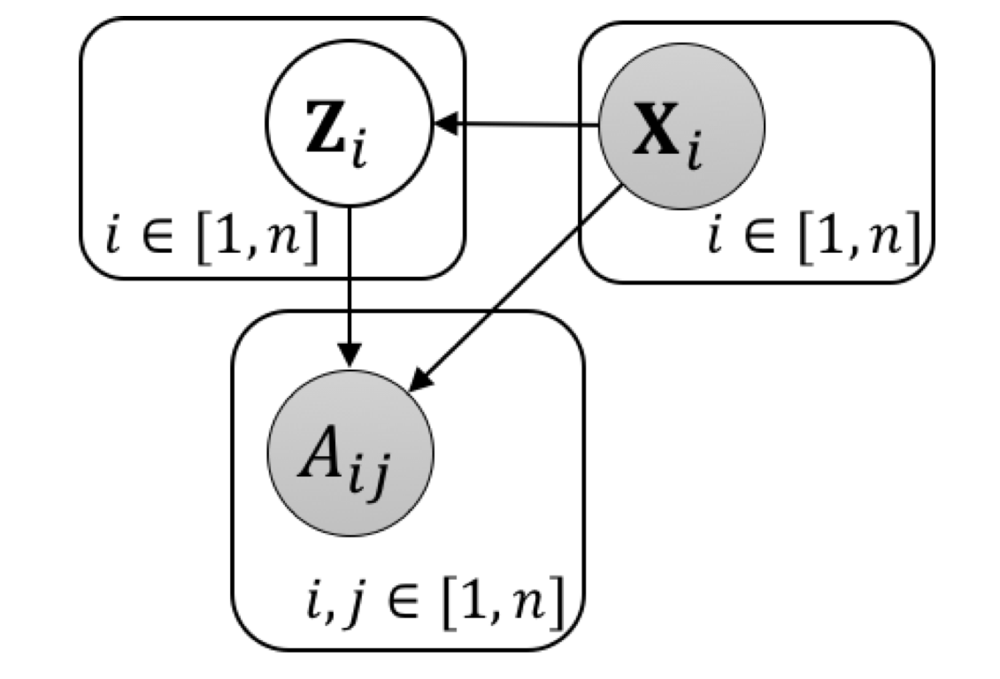 Z_i
X_i
i ∈ [1, n]
i ∈ [1, n]
A_ij
i, j ∈ [1, n]